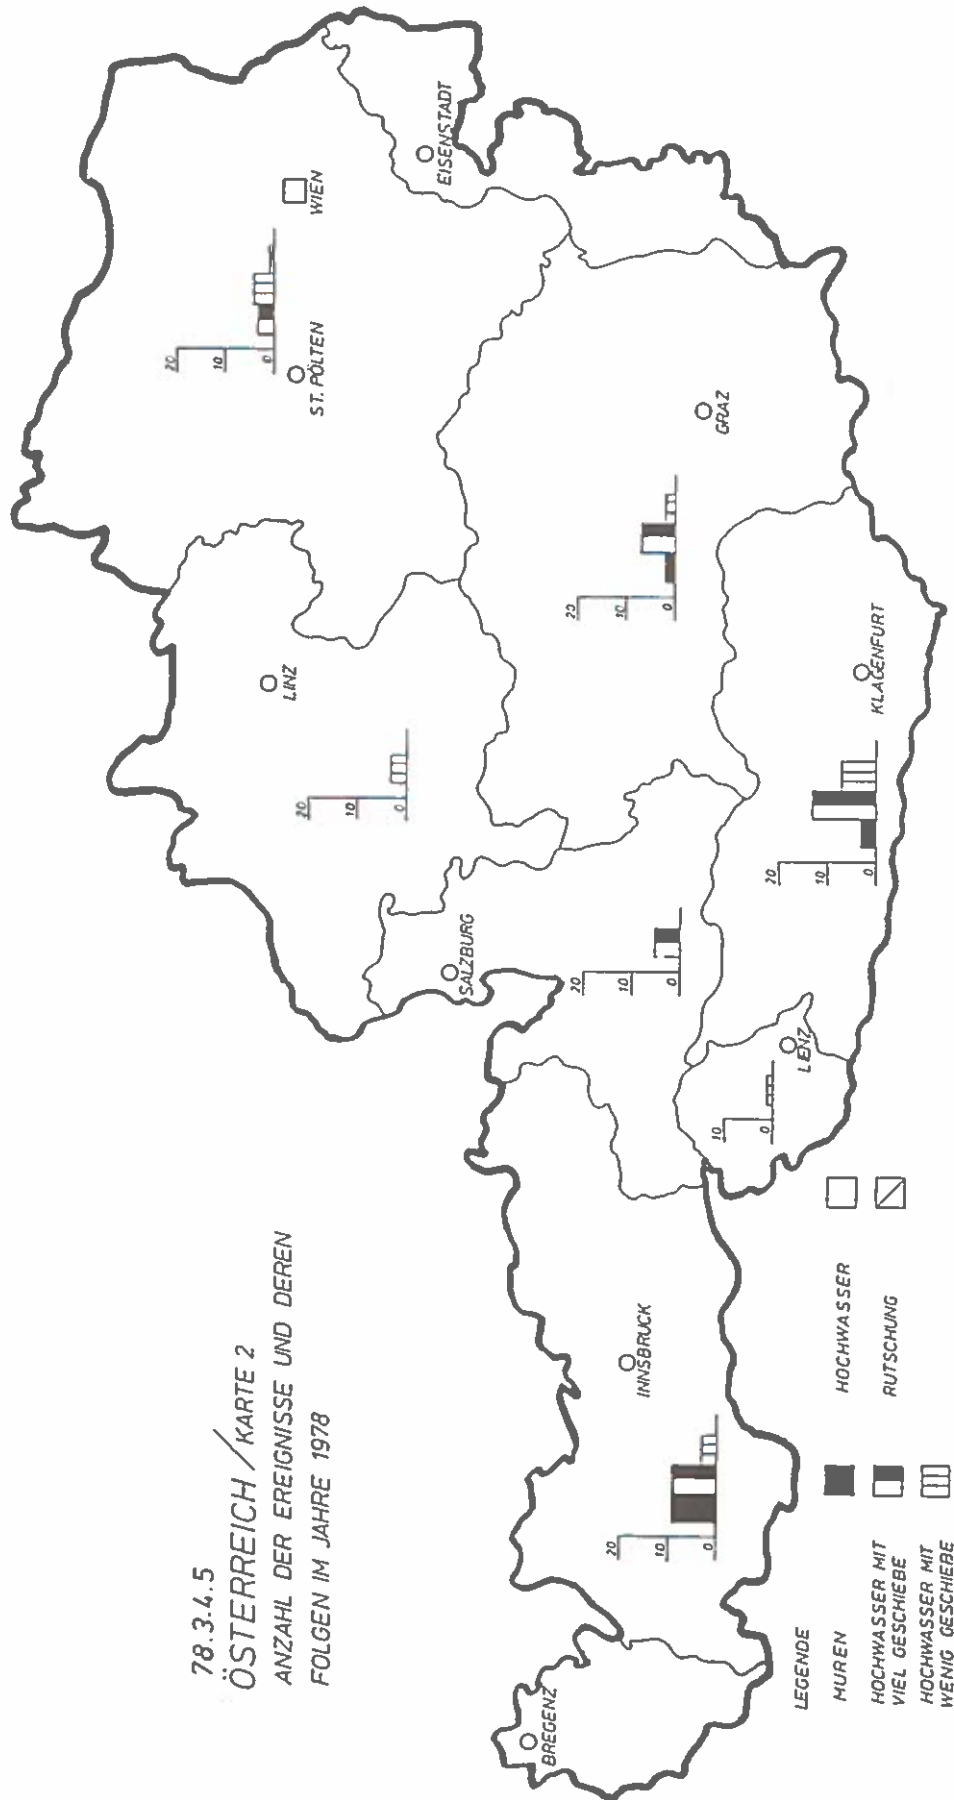 78.3.4.5
ÖSTERREICH / KARTE 2
ANZAHL DER EREIGNISSE UND DEREN
FOLGEN IM JAHRE 1978
BREGENZ
INNSBRUCK
20
10
0
SALZBURG
20
10
0
LIENZ
10
0
LINZ
20
10
0
KLAGENFURT
20
10
0
GRAZ
20
10
0
ST. PÖLTEN
20
10
0
WIEN
EISENSTADT
LEGENDE
MUREN
HOCHWASSER MIT
VIEL GESCHIEBE
HOCHWASSER MIT
WENIG GESCHIEBE
HOCHWASSER
RUTSCHUNG